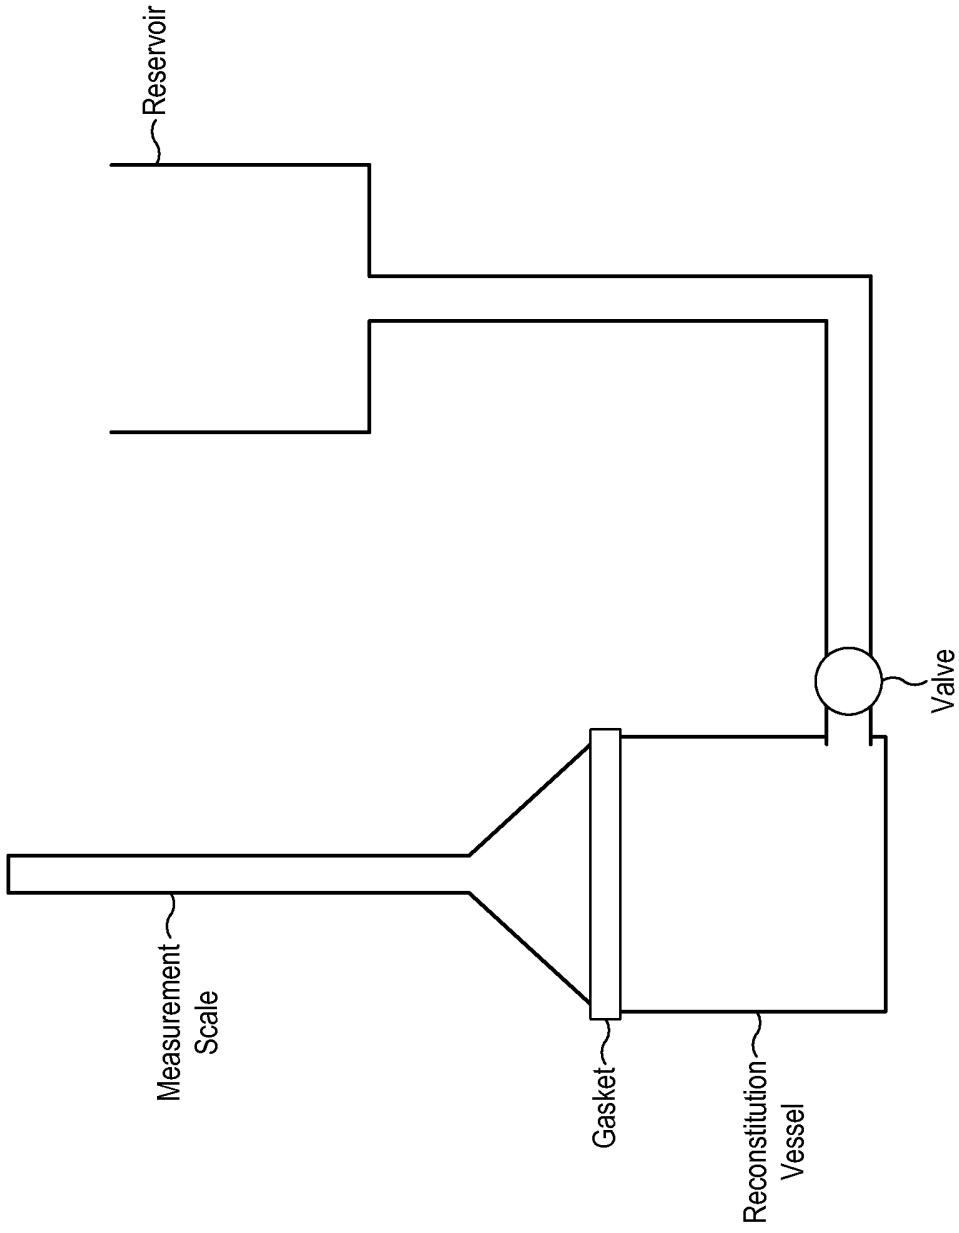 Reservoir
Valve
Measurement
Scale
Gasket
Reconstitution
Vessel